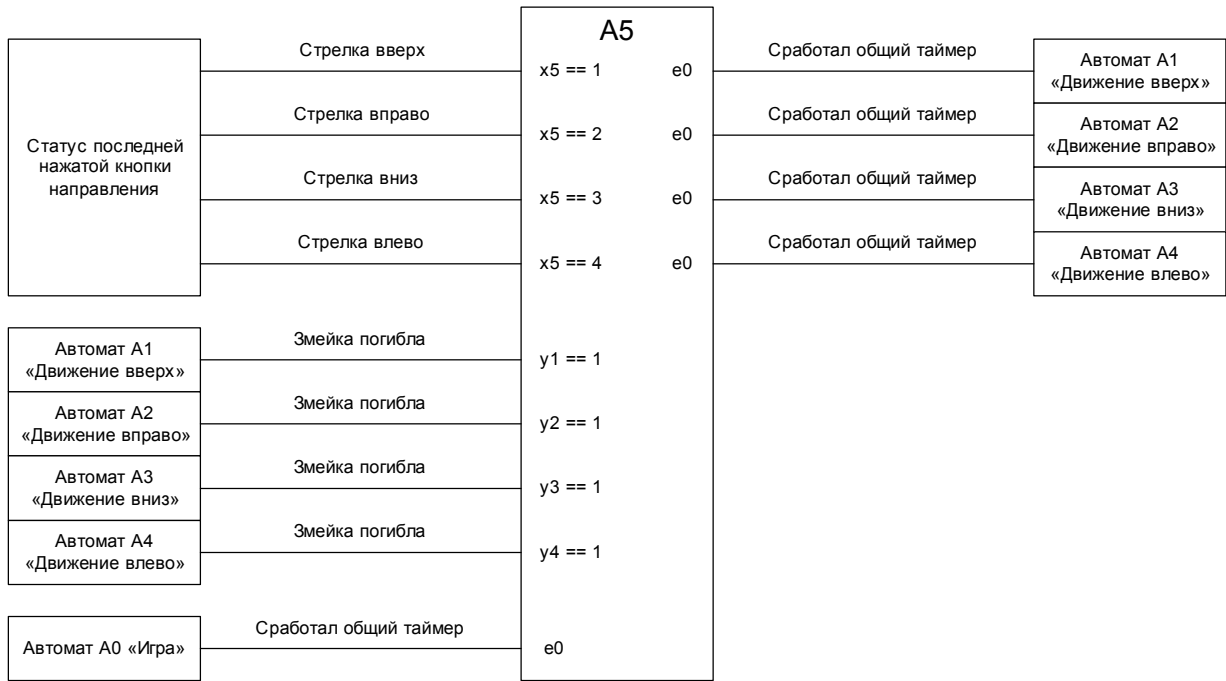 A5
Статус последней
нажатой кнопки
направления
Стрелка вверх
x5 == 1
e0
Сработал общий таймер
Автомат A1
«Движение вверх»
Стрелка вправо
x5 == 2
e0
Сработал общий таймер
Автомат A2
«Движение вправо»
Стрелка вниз
x5 == 3
e0
Сработал общий таймер
Автомат A3
«Движение вниз»
Стрелка влево
x5 == 4
e0
Сработал общий таймер
Автомат A4
«Движение влево»
Автомат A1
«Движение вверх»
Змейка погибла
y1 == 1
Автомат A2
«Движение вправо»
Змейка погибла
y2 == 1
Автомат A3
«Движение вниз»
Змейка погибла
y3 == 1
Автомат A4
«Движение влево»
Змейка погибла
y4 == 1
Автомат A0 «Игра»
Сработал общий таймер
e0